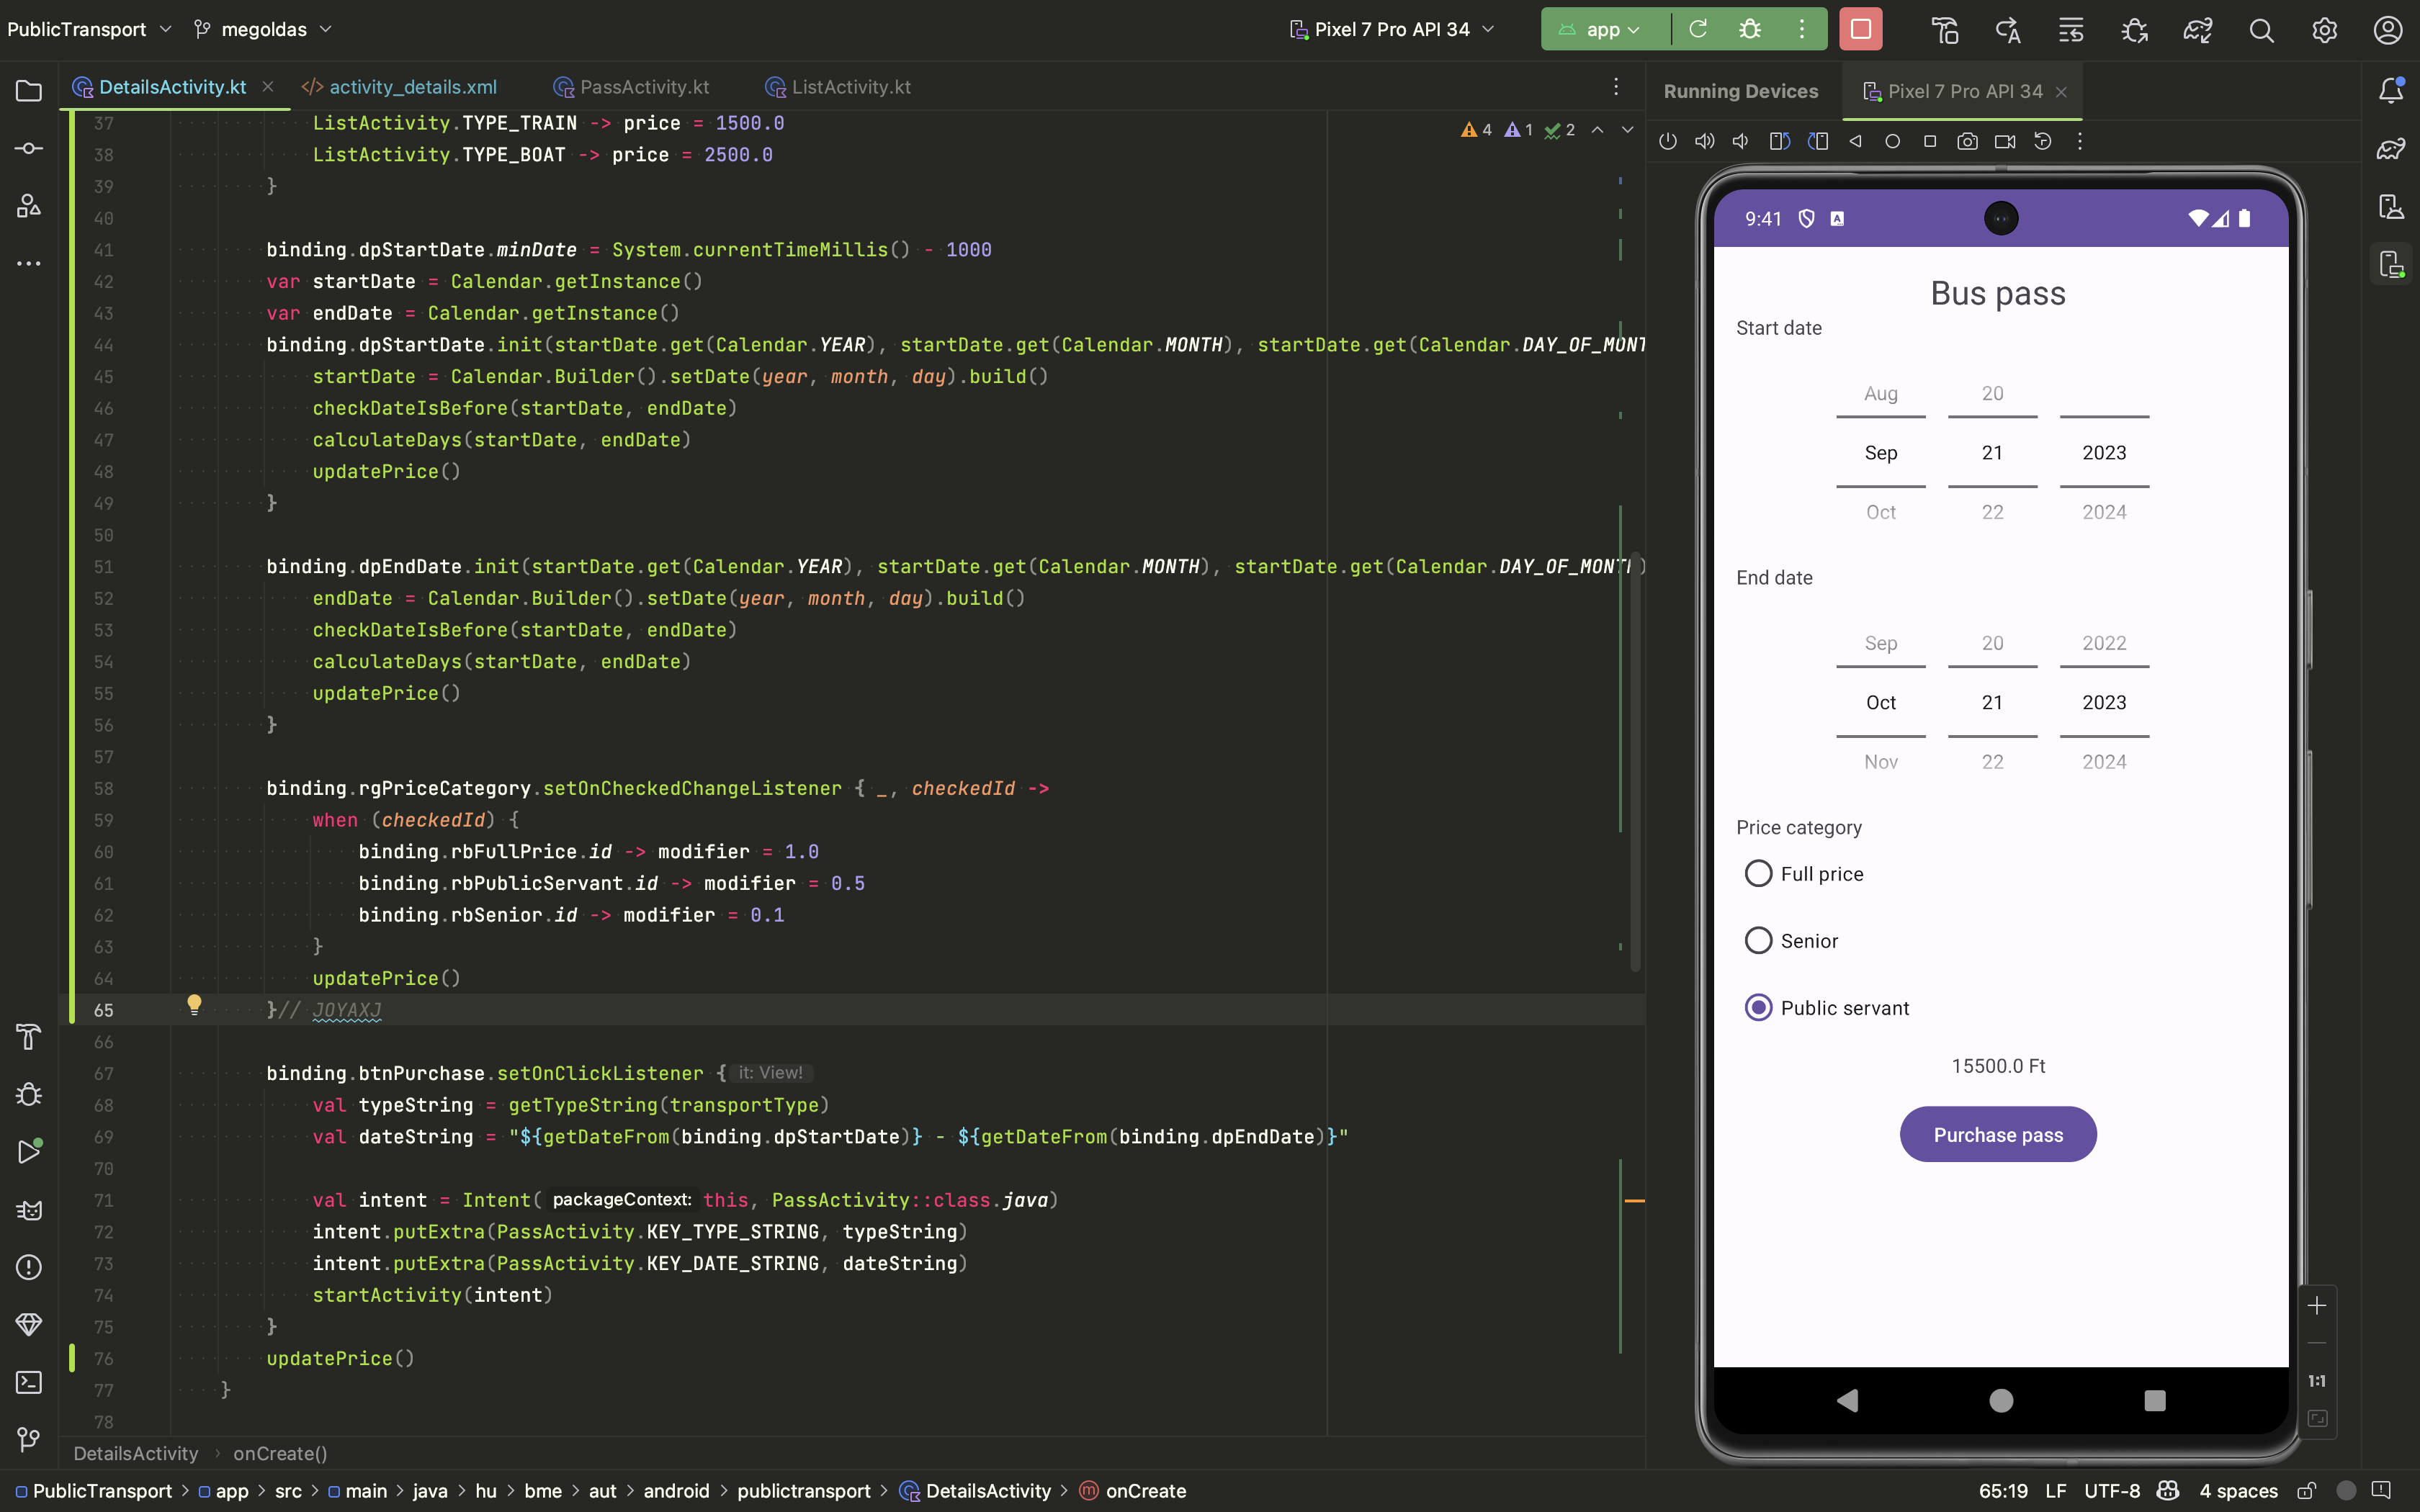 PublicTransport megoldas Pixel 7 Pro API 34 app
DetailsActivity.kt activity_details.xml PassActivity.kt ListActivity.kt
4 1 2
37 ListActivity.TYPE_TRAIN -> price = 1500.0
38 ListActivity.TYPE_BOAT -> price = 2500.0
39 }
40
41 binding.dpStartDate.minDate = System.currentTimeMillis() - 1000
42 var startDate = Calendar.getInstance()
43 var endDate = Calendar.getInstance()
44 binding.dpStartDate.init(startDate.get(Calendar.YEAR), startDate.get(Calendar.MONTH), startDate.get(Calendar.DAY_OF_MONT
45 startDate = Calendar.Builder().setDate(year, month, day).build()
46 checkDateIsBefore(startDate, endDate)
47 calculateDays(startDate, endDate)
48 updatePrice()
49 }
50
51 binding.dpEndDate.init(startDate.get(Calendar.YEAR), startDate.get(Calendar.MONTH), startDate.get(Calendar.DAY_OF_MONTH)
52 endDate = Calendar.Builder().setDate(year, month, day).build()
53 checkDateIsBefore(startDate, endDate)
54 calculateDays(startDate, endDate)
55 updatePrice()
56 }
57
58 binding.rgPriceCategory.setOnCheckedChangeListener { _, checkedId ->
59 when (checkedId) {
60 binding.rbFullPrice.id -> modifier = 1.0
61 binding.rbPublicServant.id -> modifier = 0.5
62 binding.rbSenior.id -> modifier = 0.1
63 }
64 updatePrice()
65 }// JOYAXJ
66
67 binding.btnPurchase.setOnClickListener { it: View!
68 val typeString = getTypeString(transportType)
69 val dateString = "${getDateFrom(binding.dpStartDate)} - ${getDateFrom(binding.dpEndDate)}"
70
71 val intent = Intent( packageContext: this, PassActivity::class.java)
72 intent.putExtra(PassActivity.KEY_TYPE_STRING, typeString)
73 intent.putExtra(PassActivity.KEY_DATE_STRING, dateString)
74 startActivity(intent)
75 }
76 updatePrice()
77 }
78
DetailsActivity > onCreate()
Running Devices Pixel 7 Pro API 34
9:41
Bus pass
Start date
Aug 20
Sep 21 2023
Oct 22 2024
End date
Sep 20 2022
Oct 21 2023
Nov 22 2024
Price category
Full price
Senior
Public servant
15500.0 Ft
Purchase pass
1:1
PublicTransport > app > src > main > java > hu > bme > aut > android > publictransport > DetailsActivity > onCreate
65:19 LF UTF-8 4 spaces